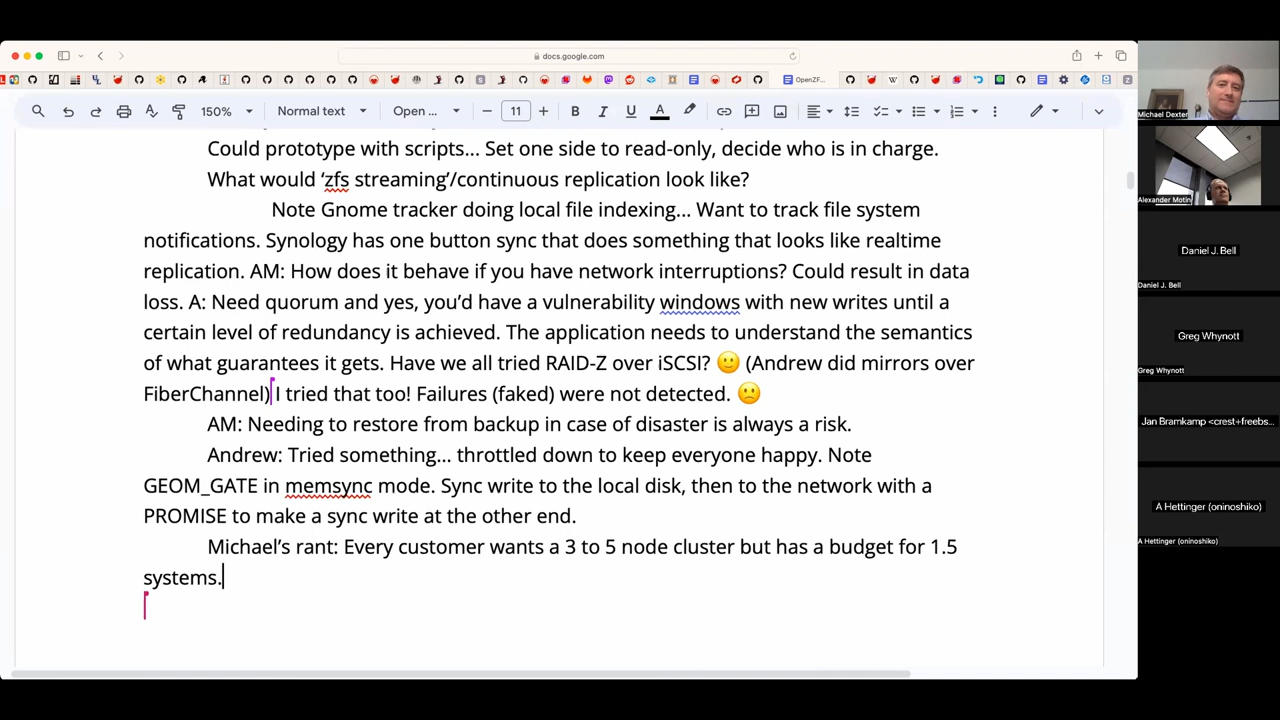 docs.google.com
OpenZF...
150%
Normal text
Open ...
11
Could prototype with scripts... Set one side to read-only, decide who is in charge.
What would ‘zfs streaming’/continuous replication look like?
Note Gnome tracker doing local file indexing... Want to track file system
notifications. Synology has one button sync that does something that looks like realtime
replication. AM: How does it behave if you have network interruptions? Could result in data
loss. A: Need quorum and yes, you’d have a vulnerability windows with new writes until a
certain level of redundancy is achieved. The application needs to understand the semantics
of what guarantees it gets. Have we all tried RAID-Z over iSCSI? 🙂 (Andrew did mirrors over
FiberChannel) I tried that too! Failures (faked) were not detected. 🙁
AM: Needing to restore from backup in case of disaster is always a risk.
Andrew: Tried something... throttled down to keep everyone happy. Note
GEOM_GATE in memsync mode. Sync write to the local disk, then to the network with a
PROMISE to make a sync write at the other end.
Michael’s rant: Every customer wants a 3 to 5 node cluster but has a budget for 1.5
systems.
Michael Dexter
Alexander Motin
Daniel J. Bell
Daniel J. Bell
Greg Whynott
Greg Whynott
Jan Bramkamp <crest+freebs...
A Hettinger (oninoshiko)
A Hettinger (oninoshiko)